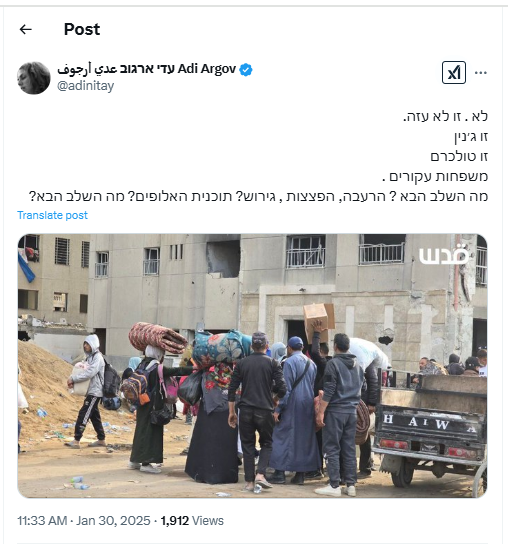 Post
Adi Argov עדי ארגוב عدي أرجوف
@adinitay
לא . זו לא עזה.
זו ג׳נין
זו טולכרם
משפחות עקורים .
מה השלב הבא ? הרעבה, הפצצות , גירוש? תוכנית האלופים? מה השלב הבא?
Translate post
قدس
HAIWA
11:33 AM · Jan 30, 2025 · 1,912 Views